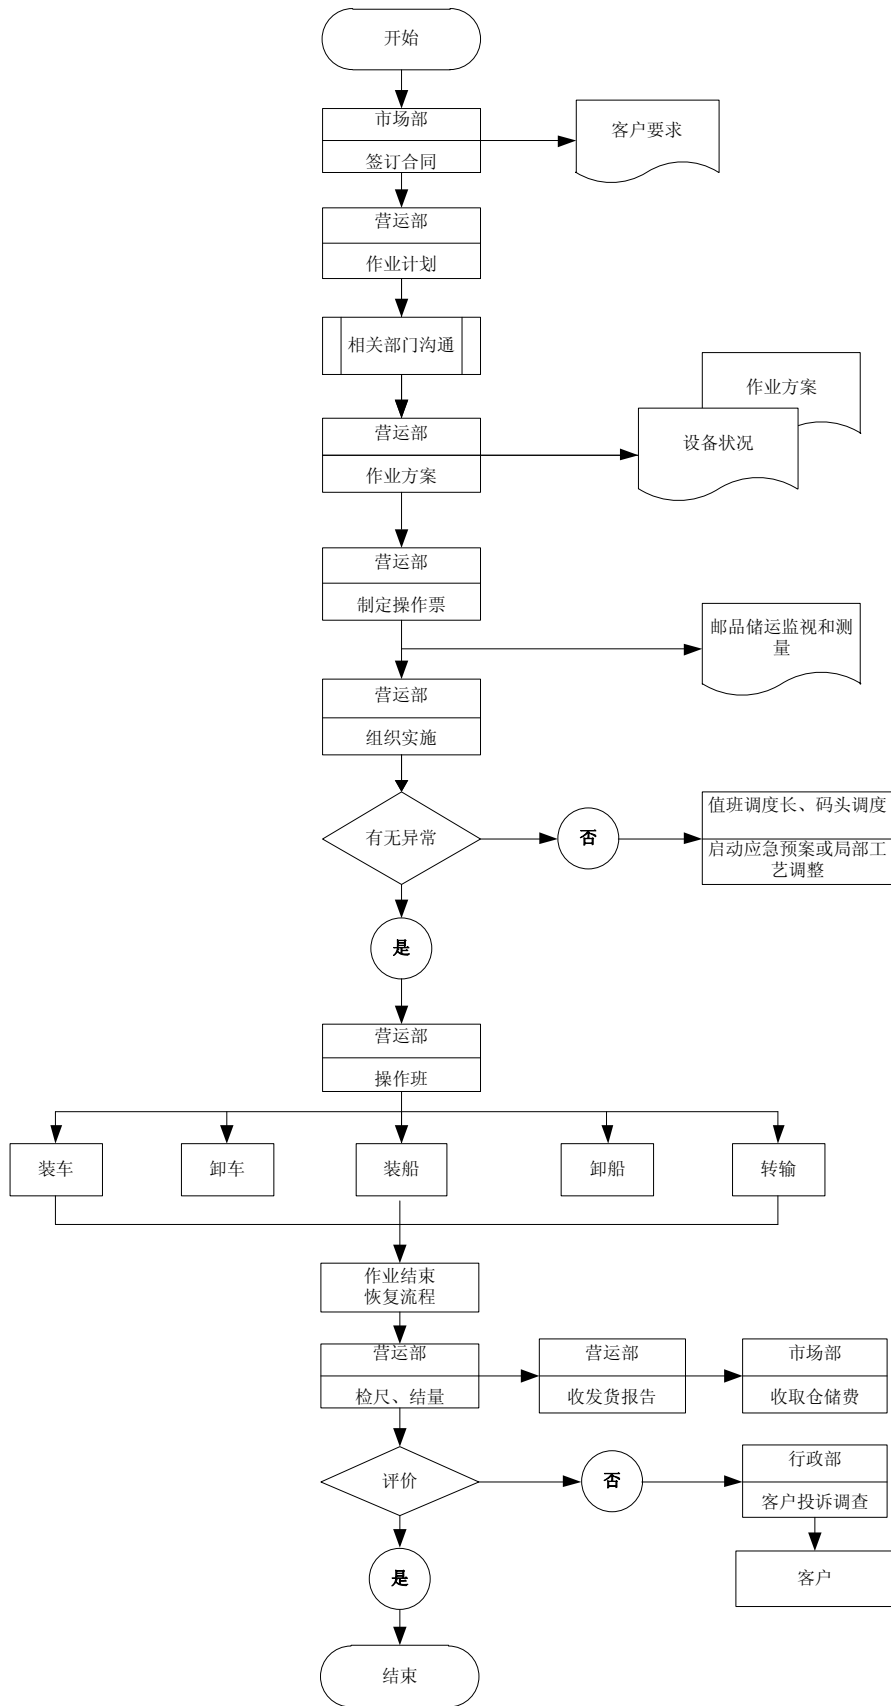 开始
市场部
签订合同
客户要求
营运部
作业计划
相关部门沟通
作业方案
设备状况
营运部
作业方案
营运部
制定操作票
邮品储运监视和测
量
营运部
组织实施
有无异常
否
值班调度长、码头调度
启动应急预案或局部工
艺调整
是
营运部
操作班
装车
卸车
装船
卸船
转输
作业结束
恢复流程
营运部
检尺、结量
营运部
收发货报告
市场部
收取仓储费
评价
否
行政部
客户投诉调查
客户
是
结束